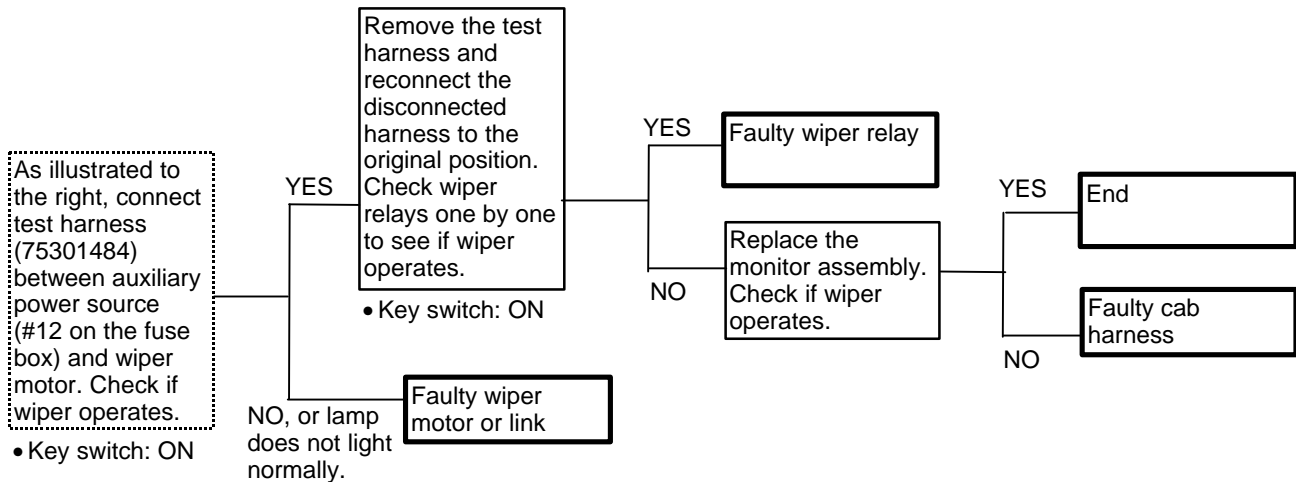 As illustrated to
the right, connect
test harness
(75301484)
between auxiliary
power source
(#12 on the fuse
box) and wiper
motor. Check if
wiper operates.
• Key switch: ON
YES
NO, or lamp
does not light
normally.
Remove the test
harness and
reconnect the
disconnected
harness to the
original position.
Check wiper
relays one by one
to see if wiper
operates.
• Key switch: ON
Faulty wiper
motor or link
YES
NO
Faulty wiper relay
Replace the
monitor assembly.
Check if wiper
operates.
YES
NO
End
Faulty cab
harness